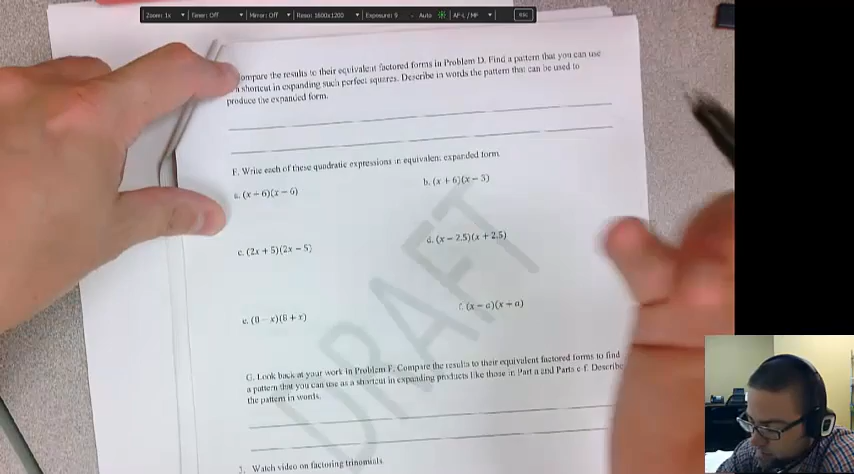 Zoom: 1x Timer: Off Mirror: Off Reso: 1600x1200 Exposure: 9 Auto AF-L / MF esc
Compare the results to their equivalent factored forms in Problem D. Find a pattern that you can use
a shortcut in expanding such perfect squares. Describe in words the pattern that can be used to
produce the expanded form.
F. Write each of these quadratic expressions in equivalent expanded form
a. (x + 6)(x − 6)
b. (x + 6)(x − 5)
c. (2x + 5)(2x − 5)
d. (x − 2.5)(x + 2.5)
e. (8 − x)(8 + x)
f. (x − a)(x + a)
G. Look back at your work in Problem F. Compare the results to their equivalent factored forms to find
a pattern that you can use as a shortcut in expanding products like those in Part a and Parts c-f. Describe
the pattern in words.
3. Watch video on factoring trinomials
DRAFT